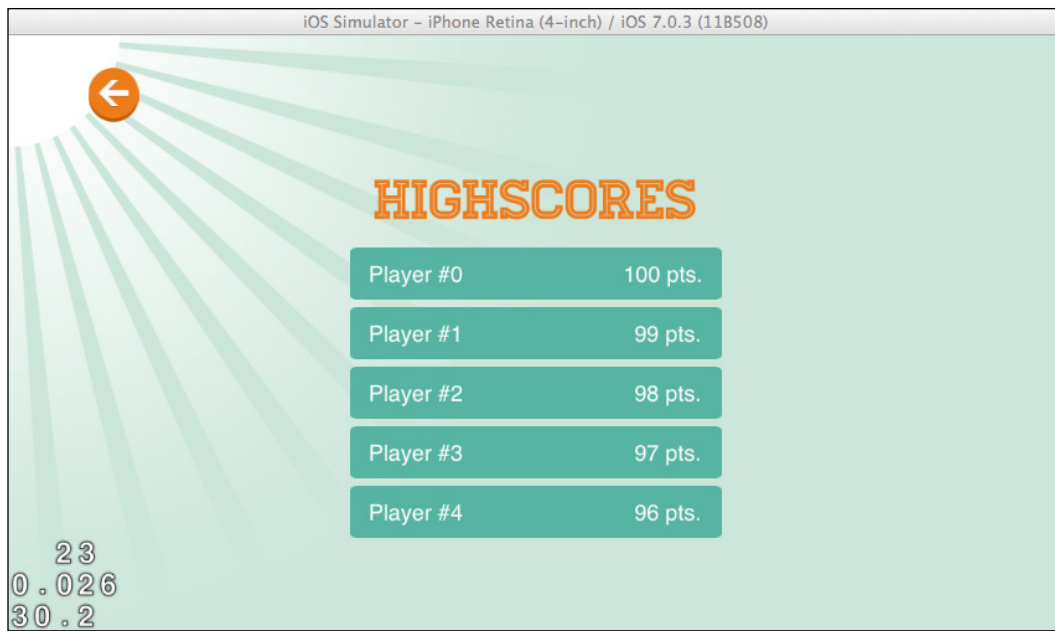 iOS Simulator – iPhone Retina (4-inch) / iOS 7.0.3 (11B508)
HIGHSCORES
Player #0 100 pts.
Player #1 99 pts.
Player #2 98 pts.
Player #3 97 pts.
Player #4 96 pts.
23
0.026
30.2